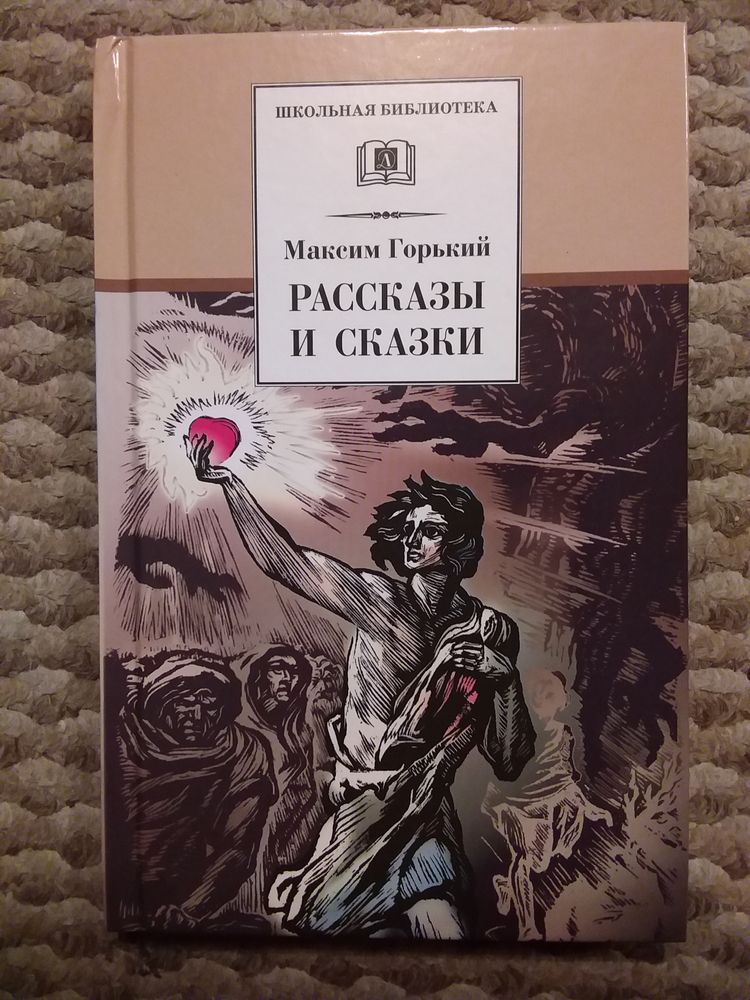 ШКОЛЬНАЯ БИБЛИОТЕКА
Д
Максим Горький
РАССКАЗЫ
И СКАЗКИ